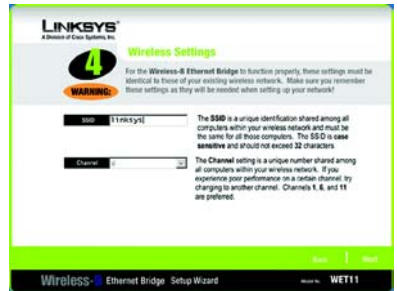 LINKSYS®
A Division of Cisco Systems, Inc.
4
WARNING:
Wireless Settings
For the Wireless-B Ethernet Bridge to function properly, these settings must be
identical to those of your existing wireless network. Make sure you remember
these settings as they will be needed when setting up your network!
SSID linksys
The SSID is a unique identification shared among all
computers within your wireless network and must be
the same for all those computers. The SSID is case
sensitive and should not exceed 32 characters.
Channel 6
The Channel setting is a unique number shared among
all computers within your wireless network. If you
experience poor performance on a certain channel, try
changing to another channel. Channels 1, 6, and 11
are preferred.
Back Next
Wireless-B Ethernet Bridge Setup Wizard
Model No. WET11